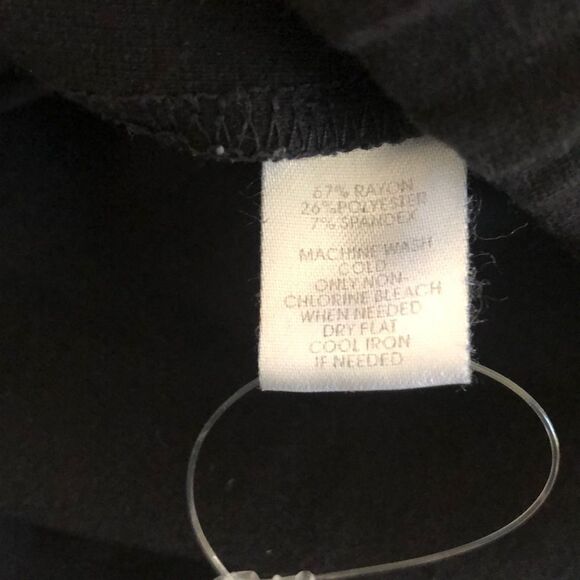 67% RAYON
26% POLYESTER
7% SPANDEX
MACHINE WASH
COLD
ONLY NON-
CHLORINE BLEACH
WHEN NEEDED
DRY FLAT
COOL IRON
IF NEEDED